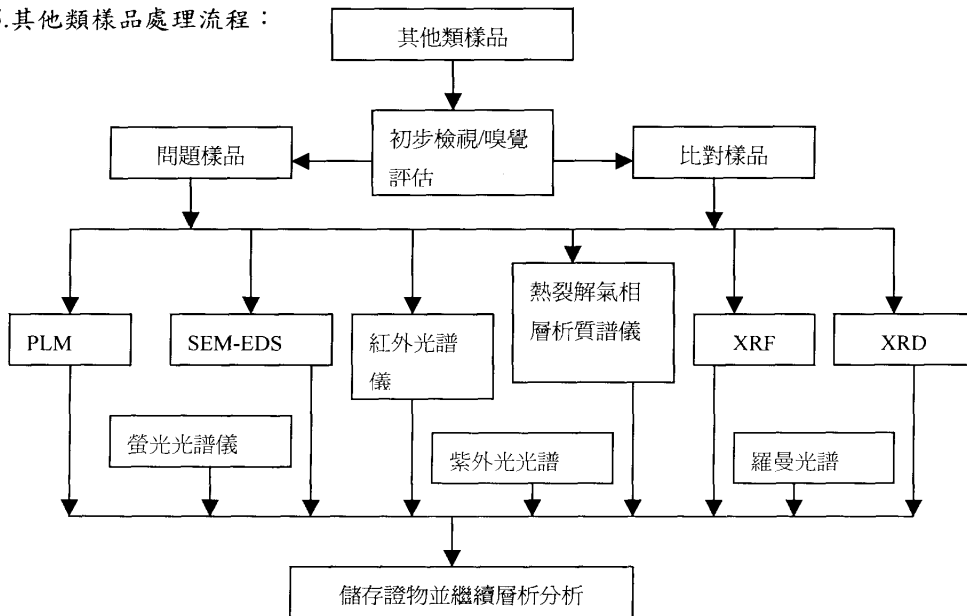 .其他類樣品處理流程：
其他類樣品
問題樣品
初步檢視/嗅覺
評估
比對樣品
PLM
SEM-EDS
紅外光譜
儀
熱裂解氣相
層析質譜儀
XRF
XRD
螢光光譜儀
紫外光光譜
羅曼光譜
儲存證物並繼續層析分析